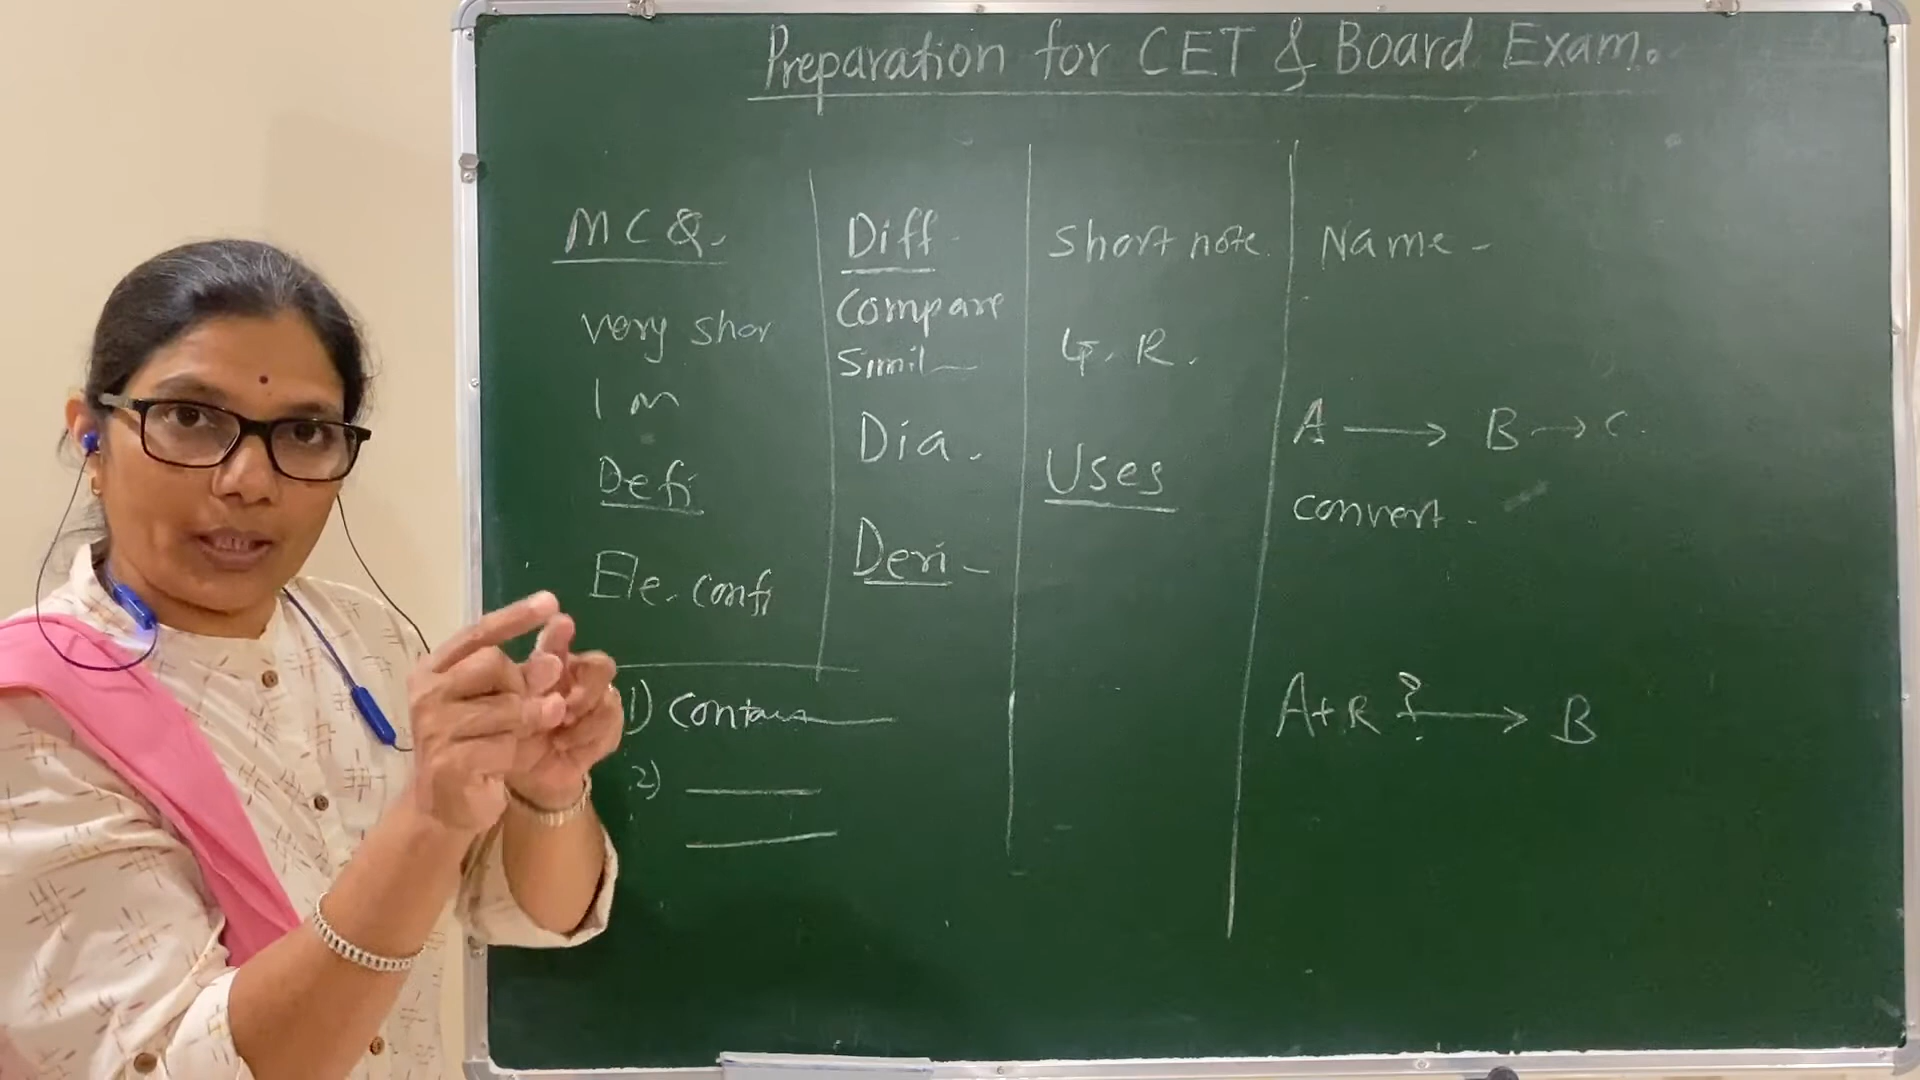 Preparation for CET & Board Exam.
MCQ.
very shor
1 m
Defi
Ele. confi
1) Contain
2)
Diff
Compare
Simil
Dia.
Deri
Short note
G. R.
Uses
Name
A → B → C
convert
A+R ? → B